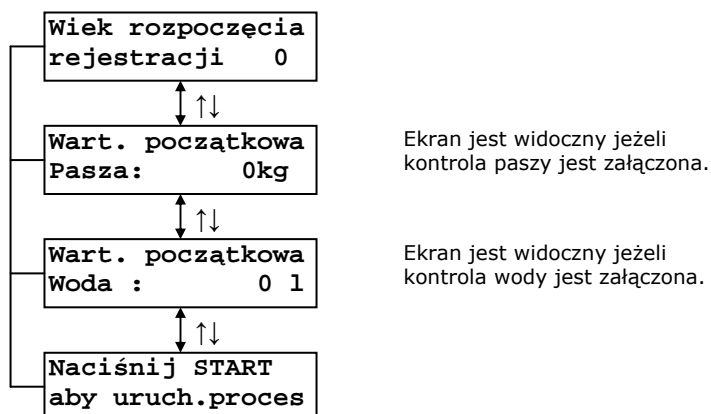 Wiek rozpoczęcia
rejestracji 0
↑↓
Wart. początkowa
Pasza: 0kg
Ekran jest widoczny jeżeli
kontrola paszy jest załączona.
↑↓
Wart. początkowa
Woda : 0 l
Ekran jest widoczny jeżeli
kontrola wody jest załączona.
↑↓
Naciśnij START
aby uruch.proces